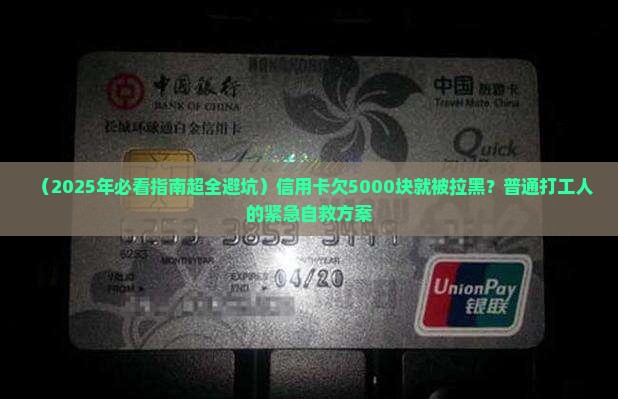 HONGKONG
中国银行
BANK OF CHINA
中国 旅游卡
Travel Mate China
长城环球通白金信用卡
Quick
（2025年必看指南超全避坑）信用卡欠5000块就被拉黑？普通打工人
的紧急自救方案
MONTH/YEAR
MONTH/YEAR
VALID
FROM
EXPIRES
END
04/20
UnionPay
银联